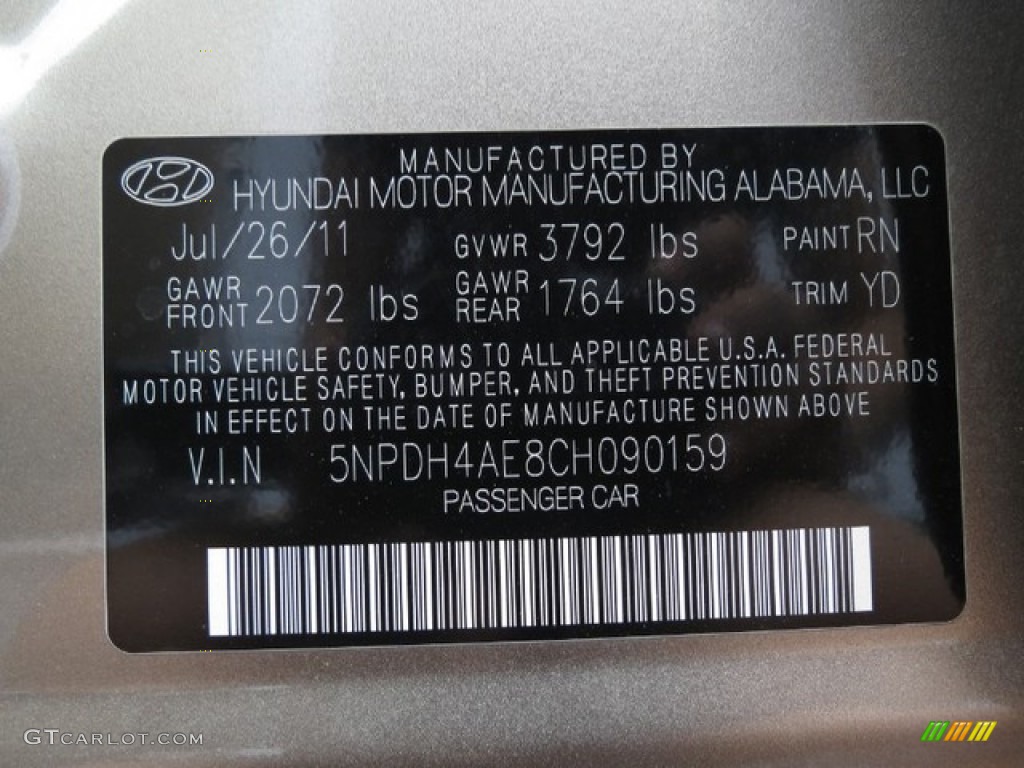 MANUFACTURED BY
HYUNDAI MOTOR MANUFACTURING ALABAMA, LLC
Jul/26/11 GVWR 3792 lbs PAINT RN
GAWR FRONT 2072 lbs GAWR REAR 1764 lbs TRIM YD
THIS VEHICLE CONFORMS TO ALL APPLICABLE U.S.A. FEDERAL
MOTOR VEHICLE SAFETY, BUMPER, AND THEFT PREVENTION STANDARDS
IN EFFECT ON THE DATE OF MANUFACTURE SHOWN ABOVE
V.I.N 5NPDH4AE8CH090159
PASSENGER CAR
GTCARLOT.COM